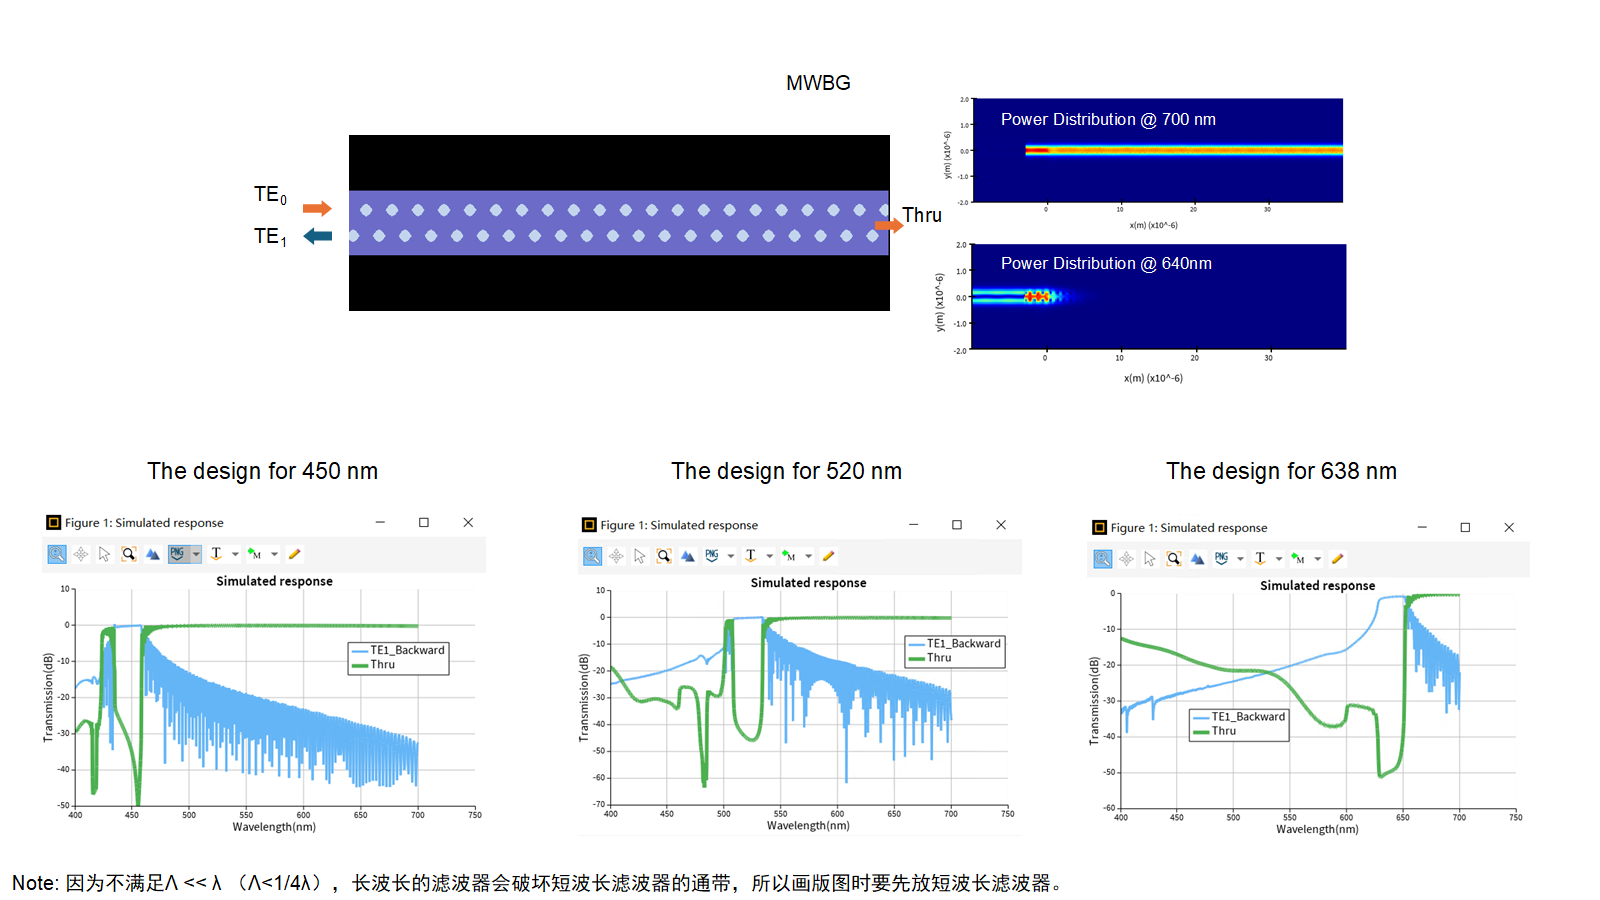 MWBG
TE0
TE1
Thru
Power Distribution @ 700 nm
2.0
1.0
0.0
-1.0
-2.0
y(m) (x10^-6)
0
10
20
30
x(m) (x10^-6)
Power Distribution @ 640nm
2.0
1.0
0.0
-1.0
-2.0
y(m) (x10^-6)
0
10
20
30
x(m) (x10^-6)
The design for 450 nm
Figure 1: Simulated response
PNG
T
M
Simulated response
10
0
-10
-20
-30
-40
-50
Transmission(dB)
TE1_Backward
Thru
400 450 500 550 600 650 700 750
Wavelength(nm)
The design for 520 nm
Figure 1: Simulated response
PNG
T
M
Simulated response
10
0
-10
-20
-30
-40
-50
-60
-70
Transmission(dB)
TE1_Backward
Thru
400 450 500 550 600 650 700 750
Wavelength(nm)
The design for 638 nm
Figure 1: Simulated response
PNG
T
M
Simulated response
0
-10
-20
-30
-40
-50
-60
Transmission(dB)
TE1_Backward
Thru
400 450 500 550 600 650 700 750
Wavelength(nm)
Note: 因为不满足Λ << λ （Λ<1/4λ），长波长的滤波器会破坏短波长滤波器的通带，所以画版图时要先放短波长滤波器。